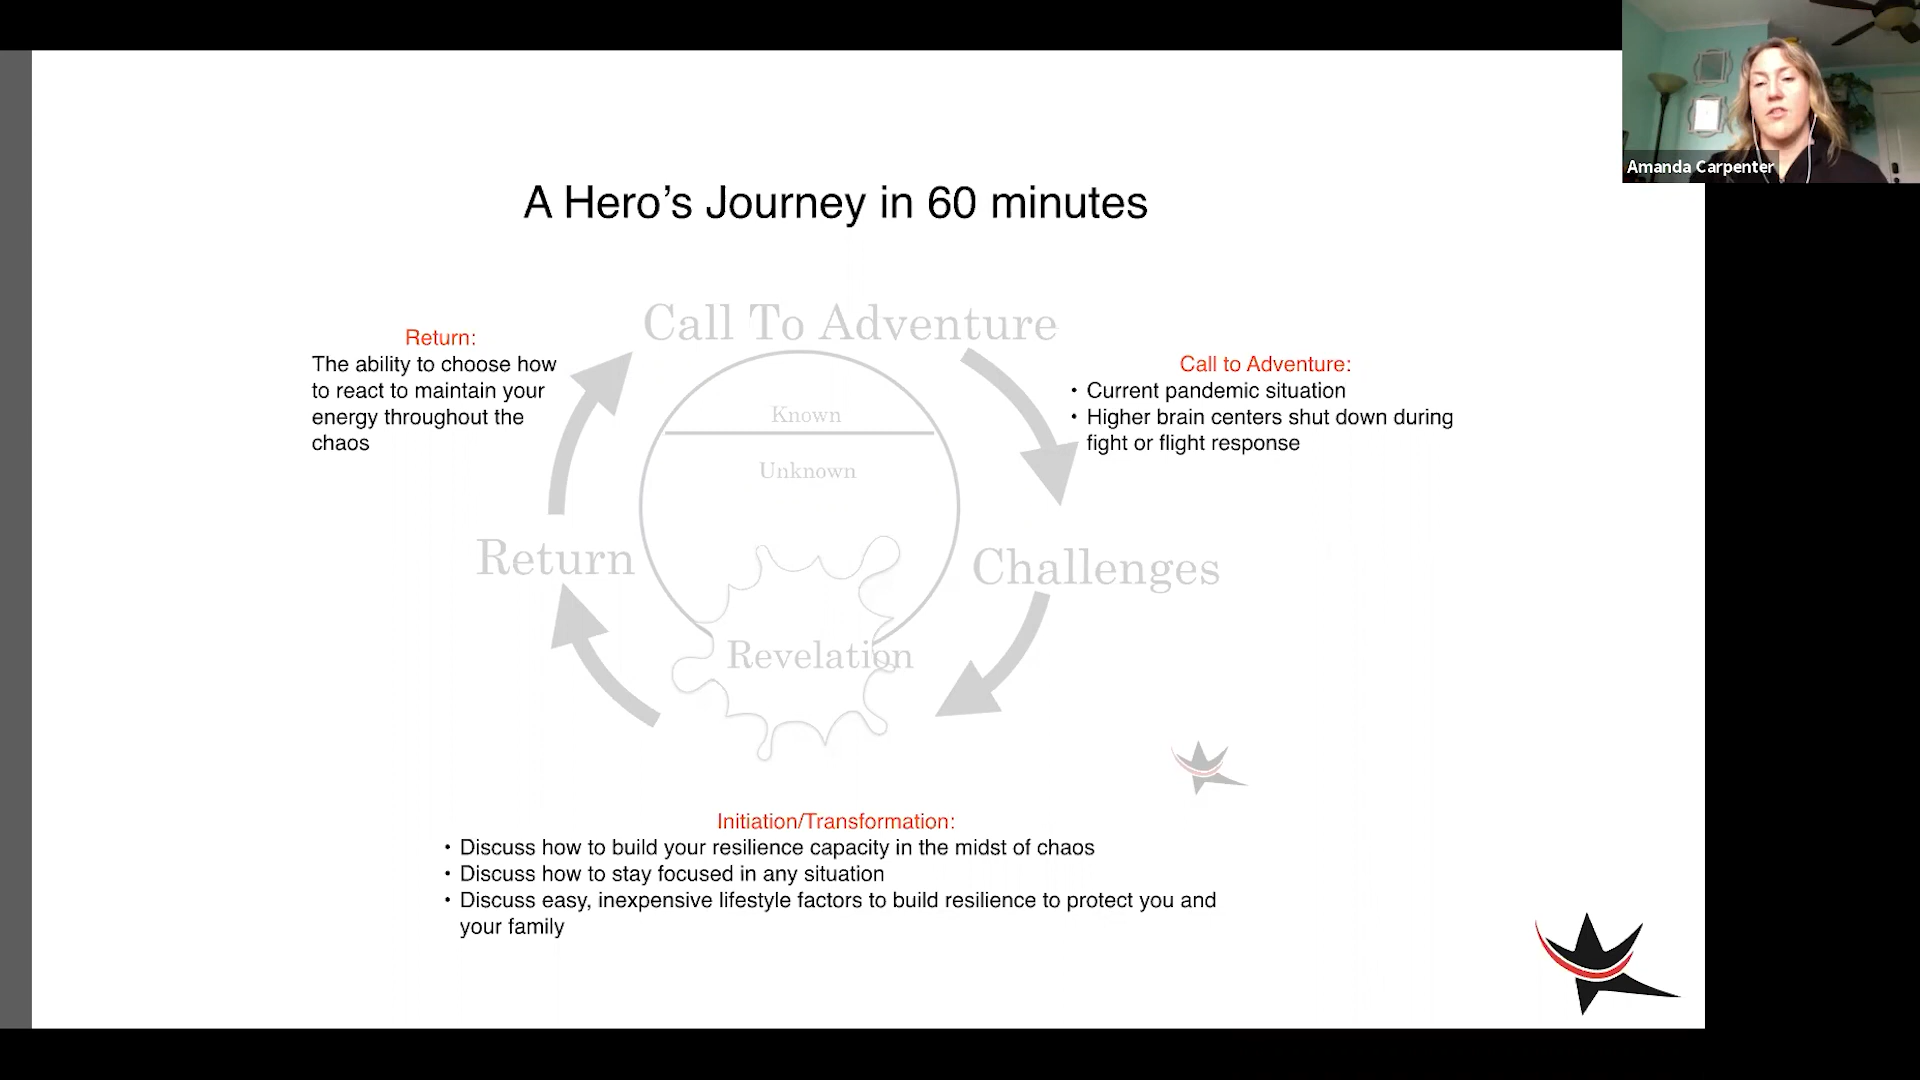 Amanda Carpenter
A Hero's Journey in 60 minutes
Call To Adventure
Return:
The ability to choose how
to react to maintain your
energy throughout the
chaos
Call to Adventure:
• Current pandemic situation
• Higher brain centers shut down during
fight or flight response
Known
Unknown
Return
Challenges
Revelation
Initiation/Transformation:
• Discuss how to build your resilience capacity in the midst of chaos
• Discuss how to stay focused in any situation
• Discuss easy, inexpensive lifestyle factors to build resilience to protect you and
your family